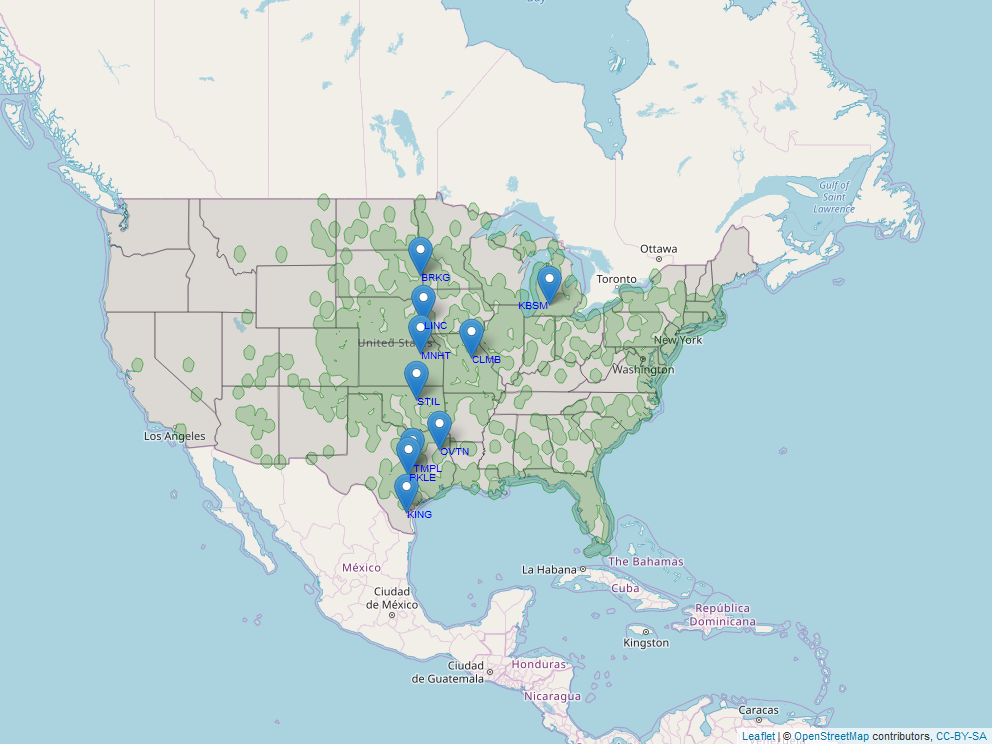 Bay
Gulf of
Saint
Lawrence
Ottawa
Toronto
BRKG
KBSM
LINC
United States
MNHT
CLMB
New York
Washington
STIL
Los Angeles
OVTN
TMPL
PKLE
KING
México
Ciudad
de México
La Habana
The Bahamas
Cuba
República
Dominicana
Kingston
Ciudad
de Guatemala
Honduras
Nicaragua
Caracas
Leaflet | © OpenStreetMap contributors, CC-BY-SA